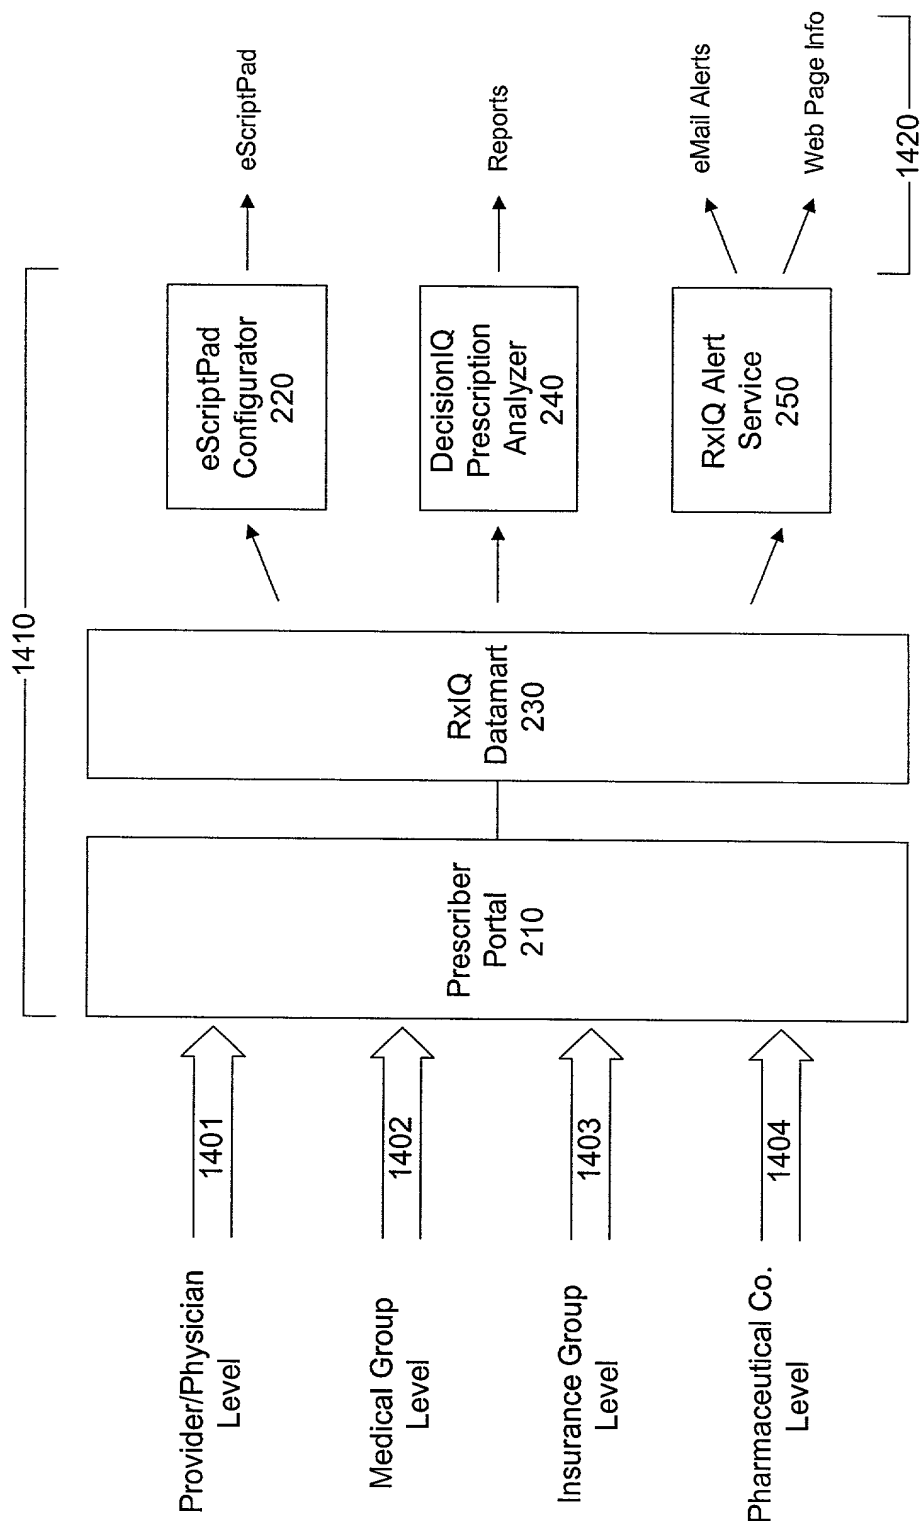 1410
Provider/Physician
Level
1401
Medical Group
Level
1402
Insurance Group
Level
1403
Pharmaceutical Co.
Level
1404
Prescriber
Portal
210
RxIQ
Datamart
230
eScriptPad
Configurator
220
eScriptPad
DecisionIQ
Prescription
Analyzer
240
Reports
RxIQ Alert
Service
250
eMail Alerts
Web Page Info
1420